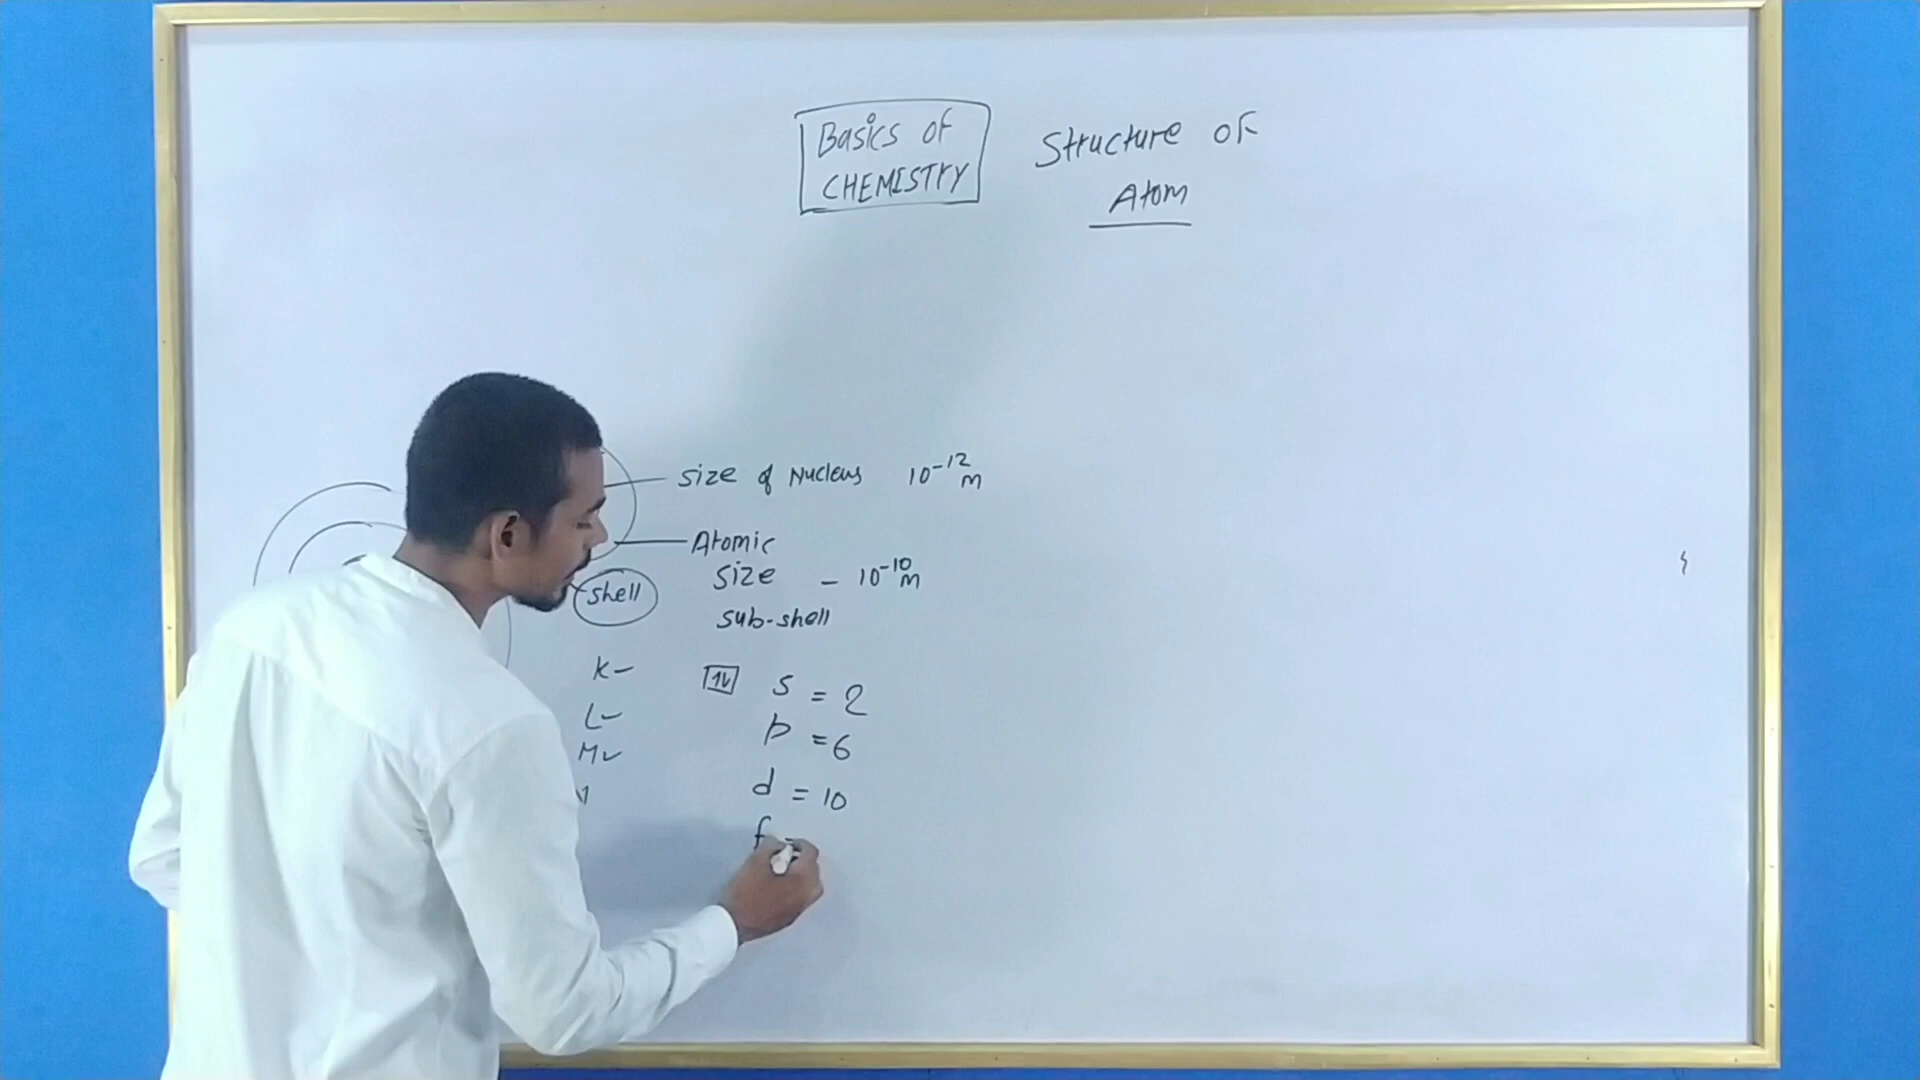 Basics of
CHEMISTRY
Structure of
Atom
Size of Nucleus 10⁻¹² m
Atomic
Size – 10⁻¹⁰ m
shell
sub-shell
K –
L –
M –
s = 2
p = 6
d = 10
f =